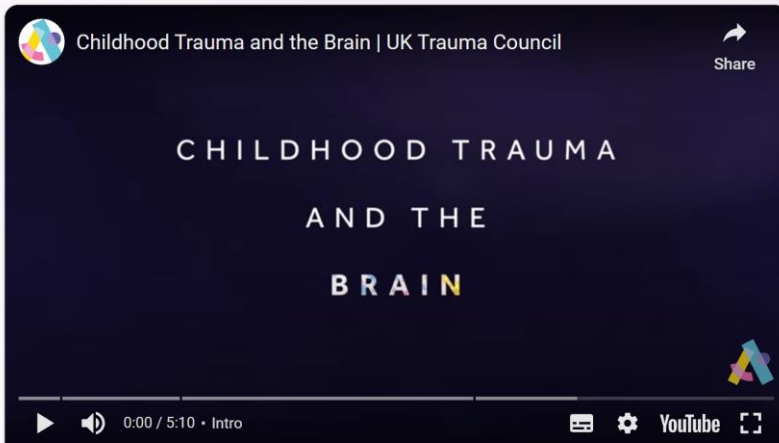 Childhood Trauma and the Brain | UK Trauma Council
Share
CHILDHOOD TRAUMA
AND THE
BRAIN
0:00 / 5:10 • Intro
YouTube